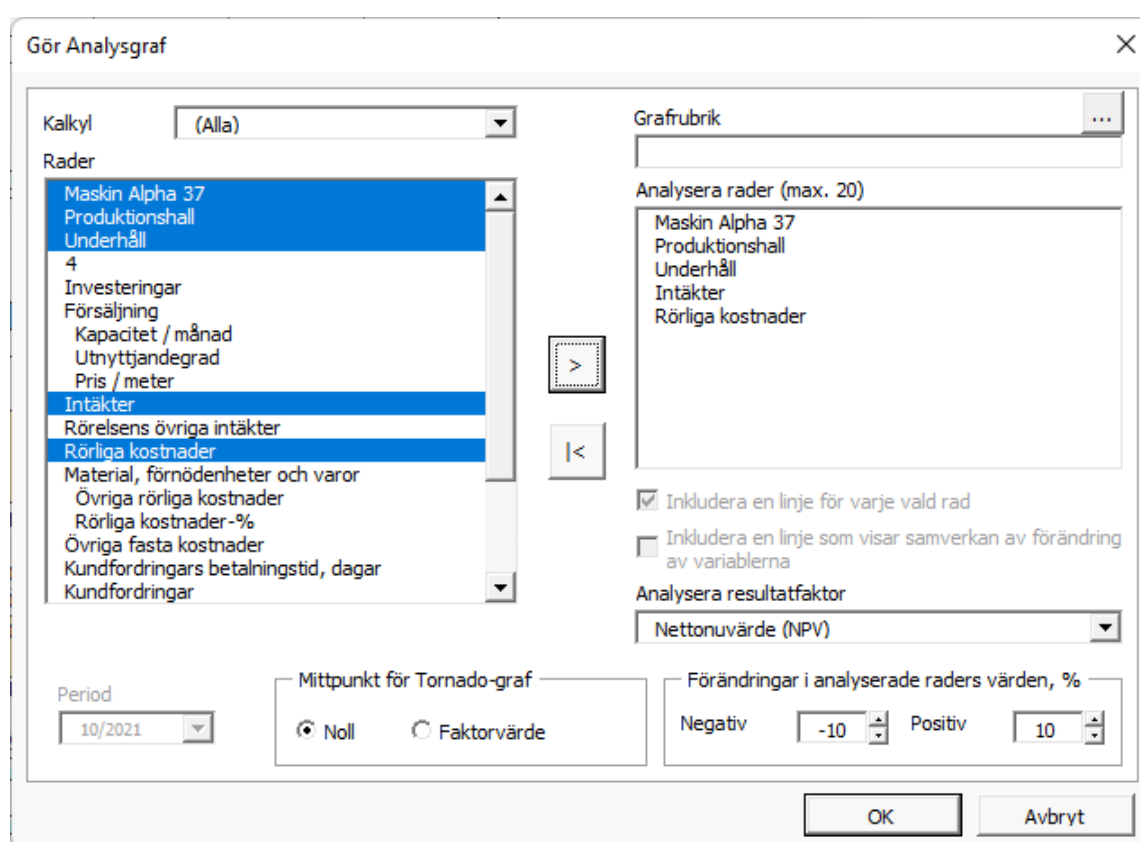 Gör Analysgraf
Kalkyl
(Alla)
Rader
Maskin Alpha 37
Produktionshall
Underhåll
4
Investeringar
Försäljning
Kapacitet / månad
Utnyttjandegrad
Pris / meter
Intäkter
Rörelsens övriga intäkter
Rörliga kostnader
Material, förnödenheter och varor
Övriga rörliga kostnader
Rörliga kostnader-%
Övriga fasta kostnader
Kundfordringars betalningstid, dagar
Kundfordringar
>
|<
Grafrubrik
...
Analysera rader (max. 20)
Maskin Alpha 37
Produktionshall
Underhåll
Intäkter
Rörliga kostnader
Inkludera en linje för varje vald rad
Inkludera en linje som visar samverkan av förändring
av variablerna
Analysera resultatfaktor
Nettonuvärde (NPV)
Period
10/2021
Mittpunkt för Tornado-graf
Noll
Faktorvärde
Förändringar i analyserade raders värden, %
Negativ
-10
Positiv
10
OK
Avbryt